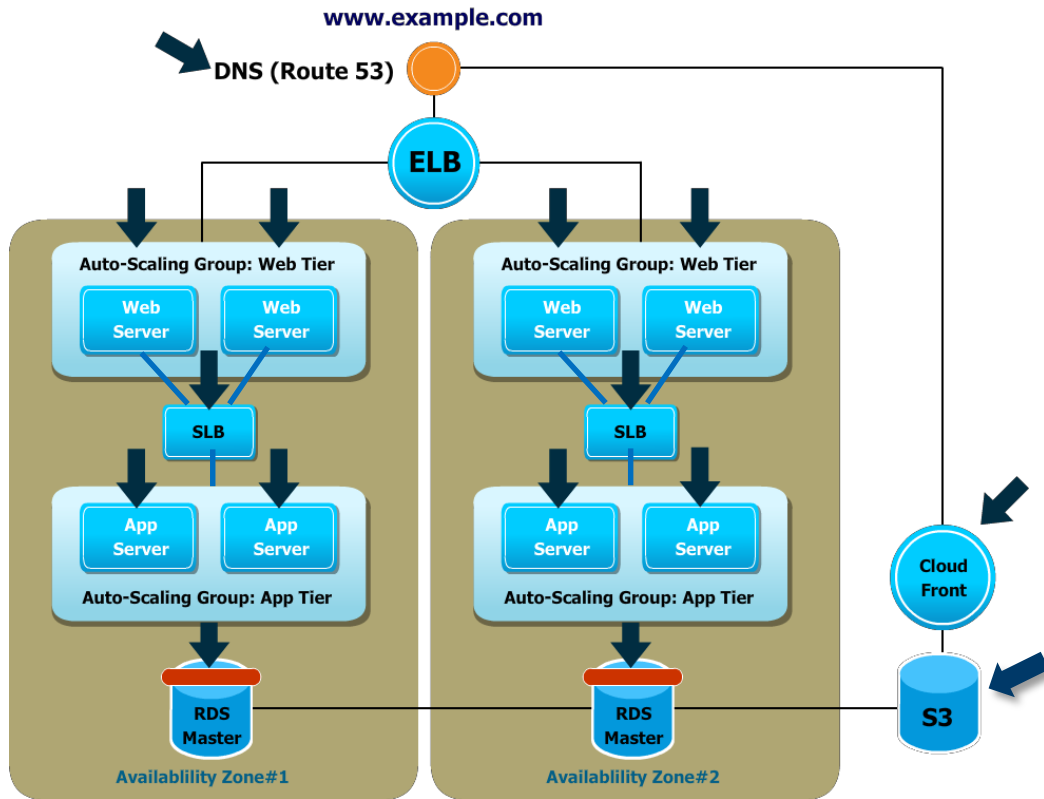 www.example.com
DNS (Route 53)
ELB
Auto-Scaling Group: Web Tier
Web
Server
Web
Server
SLB
App
Server
App
Server
Auto-Scaling Group: App Tier
RDS
Master
Availablility Zone#1
Auto-Scaling Group: Web Tier
Web
Server
Web
Server
SLB
App
Server
App
Server
Auto-Scaling Group: App Tier
RDS
Master
Availablility Zone#2
Cloud
Front
S3